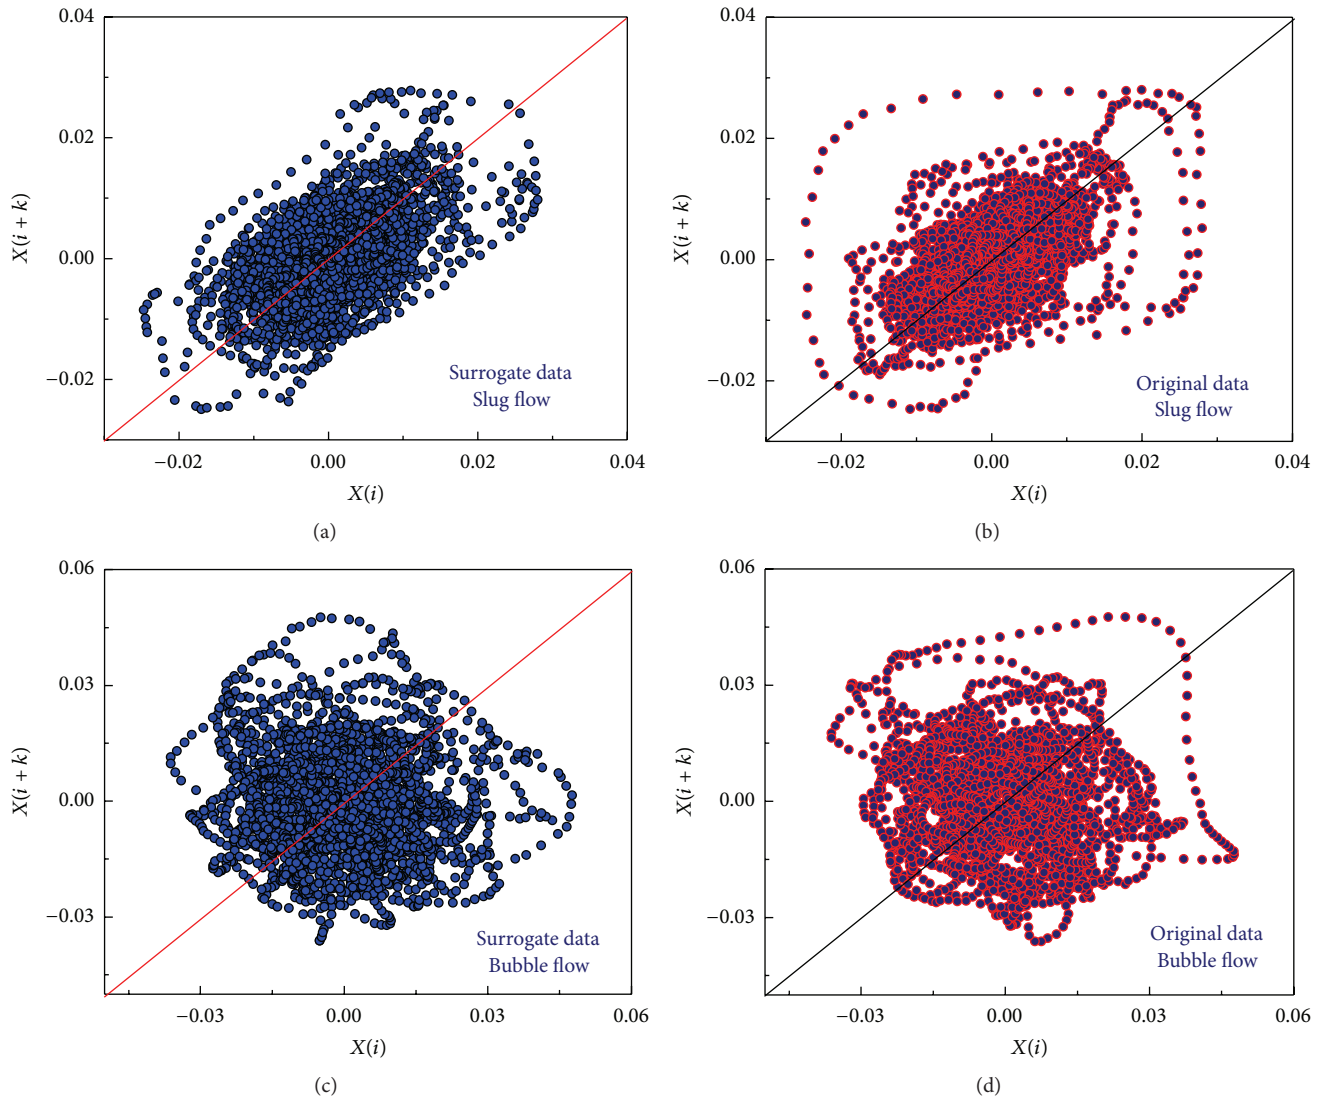 0.04
0.02
0.00
−0.02
X(i + k)
Surrogate data
Slug flow
−0.02 0.00 0.02 0.04
X(i)
(a)
0.04
0.02
0.00
−0.02
X(i + k)
Original data
Slug flow
−0.02 0.00 0.02 0.04
X(i)
(b)
0.06
0.03
0.00
−0.03
X(i + k)
Surrogate data
Bubble flow
−0.03 0.00 0.03 0.06
X(i)
(c)
0.06
0.03
0.00
−0.03
X(i + k)
Original data
Bubble flow
−0.03 0.00 0.03 0.06
X(i)
(d)